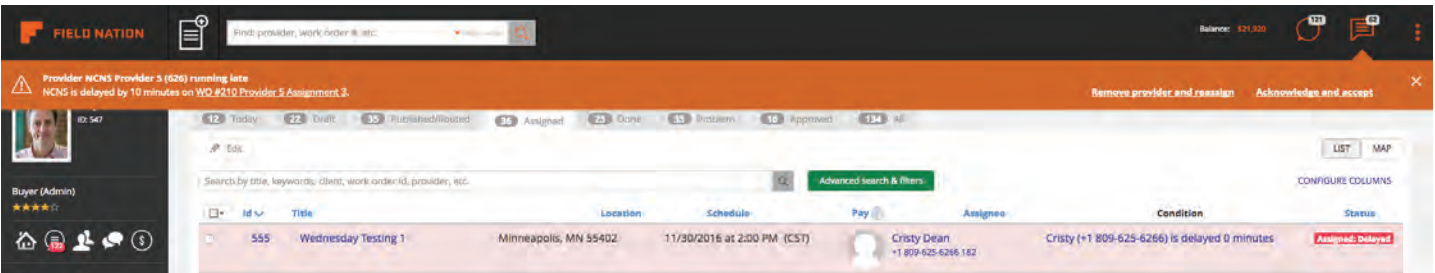 FIELD NATION
Find: provider, work order #, etc.
Balance: $21,920
121
63
Provider NCNS Provider 5 (626) running late
NCNS is delayed by 10 minutes on WO #210 Provider 5 Assignment 3.
Remove provider and reassign
Acknowledge and accept
ID: 547
12 Today
22 Draft
35 Published/Routed
36 Assigned
23 Done
33 Problem
16 Approved
134 All
Edit
LIST
MAP
Search by title, keywords, client, work order id, provider, etc.
Advanced search & filters
CONFIGURE COLUMNS
Buyer (Admin)
Id
Title
Location
Schedule
Pay
Assignee
Condition
Status
555
Wednesday Testing 1
Minneapolis, MN 55402
11/30/2016 at 2:00 PM (CST)
Cristy Dean
+1 809-625-6266 182
Cristy (+1 809-625-6266) is delayed 0 minutes
Assigned: Delayed
122